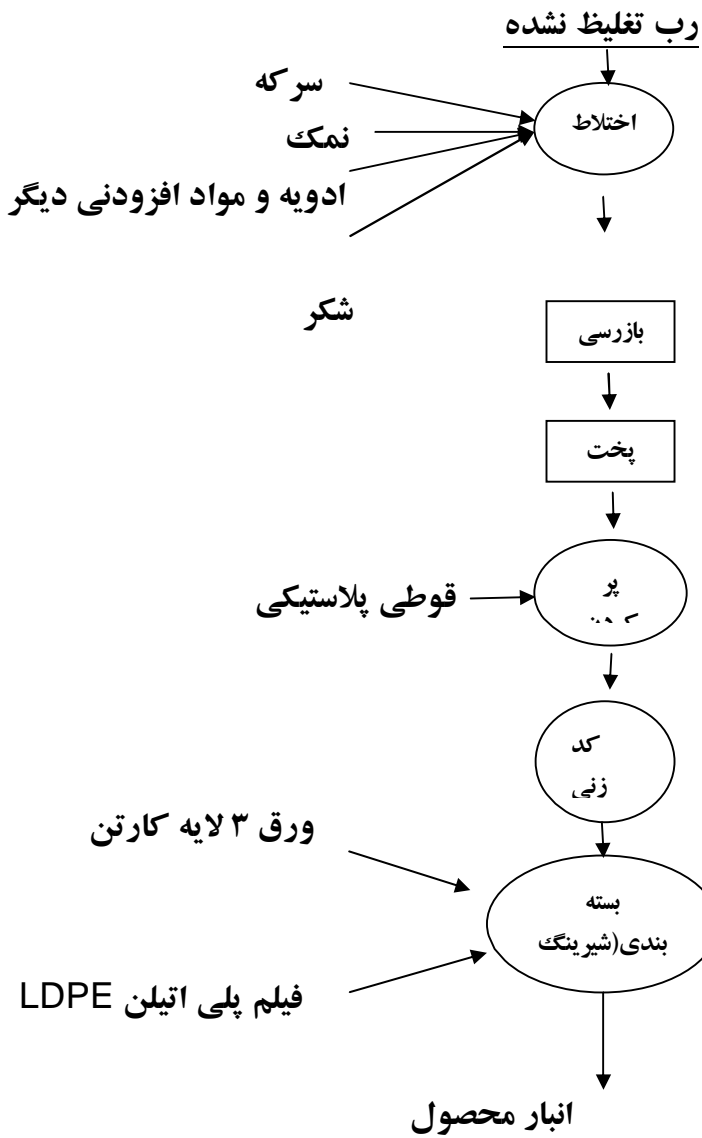 رب تغلیظ نشده
سرکه
اختلاط
نمک
ادویه و مواد افزودنی دیگر
شکر
بازرسی
پخت
پر
قوطی پلاستیکی
کد
زنی
ورق ۳ لایه کارتن
بسته
بندی(شیرینگ
فیلم پلی اتیلن LDPE
انبار محصول